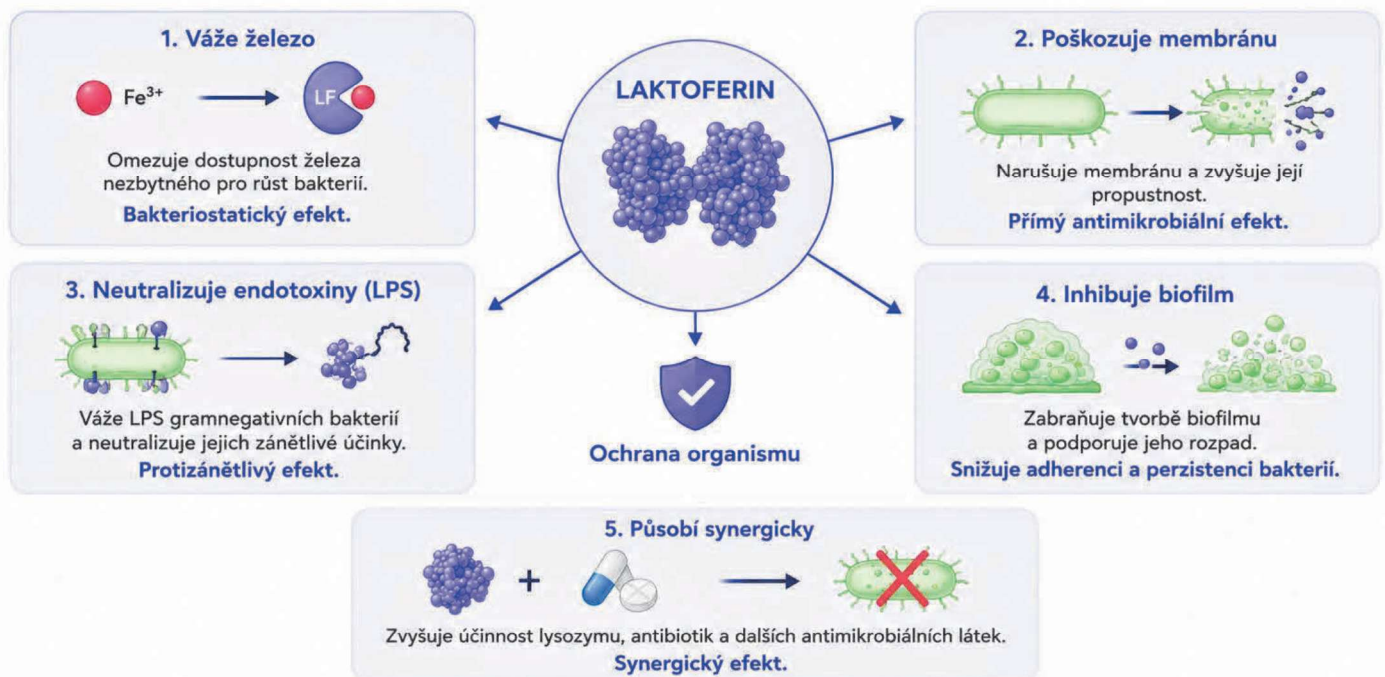 1. Váže železo
Fe³⁺
LF
Omezuje dostupnost železa
nezbytného pro růst bakterií.
Bakteriostatický efekt.
LAKTOFERIN
2. Poškozuje membránu
Narušuje membránu a zvyšuje její
propustnost.
Přímý antimikrobiální efekt.
3. Neutralizuje endotoxiny (LPS)
Váže LPS gramnegativních bakterií
a neutralizuje jejich zánětlivé účinky.
Protizánětlivý efekt.
Ochrana organismu
4. Inhibuje biofilm
Zabraňuje tvorbě biofilmu
a podporuje jeho rozpad.
Snižuje adherenci a perzistenci bakterií.
5. Působí synergicky
Zvyšuje účinnost lysozymu, antibiotik a dalších antimikrobiálních látek.
Synergický efekt.